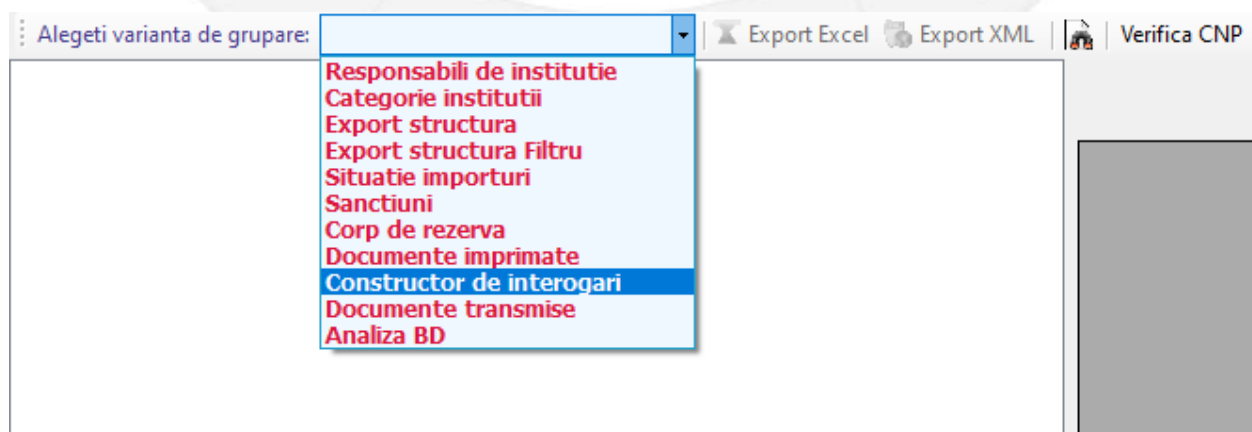 Alegeti varianta de grupare: Export Excel Export XML Verifica CNP
Responsabili de institutie
Categorie institutii
Export structura
Export structura Filtru
Situatie importuri
Sanctiuni
Corp de rezerva
Documente imprimate
Constructor de interogari
Documente transmise
Analiza BD